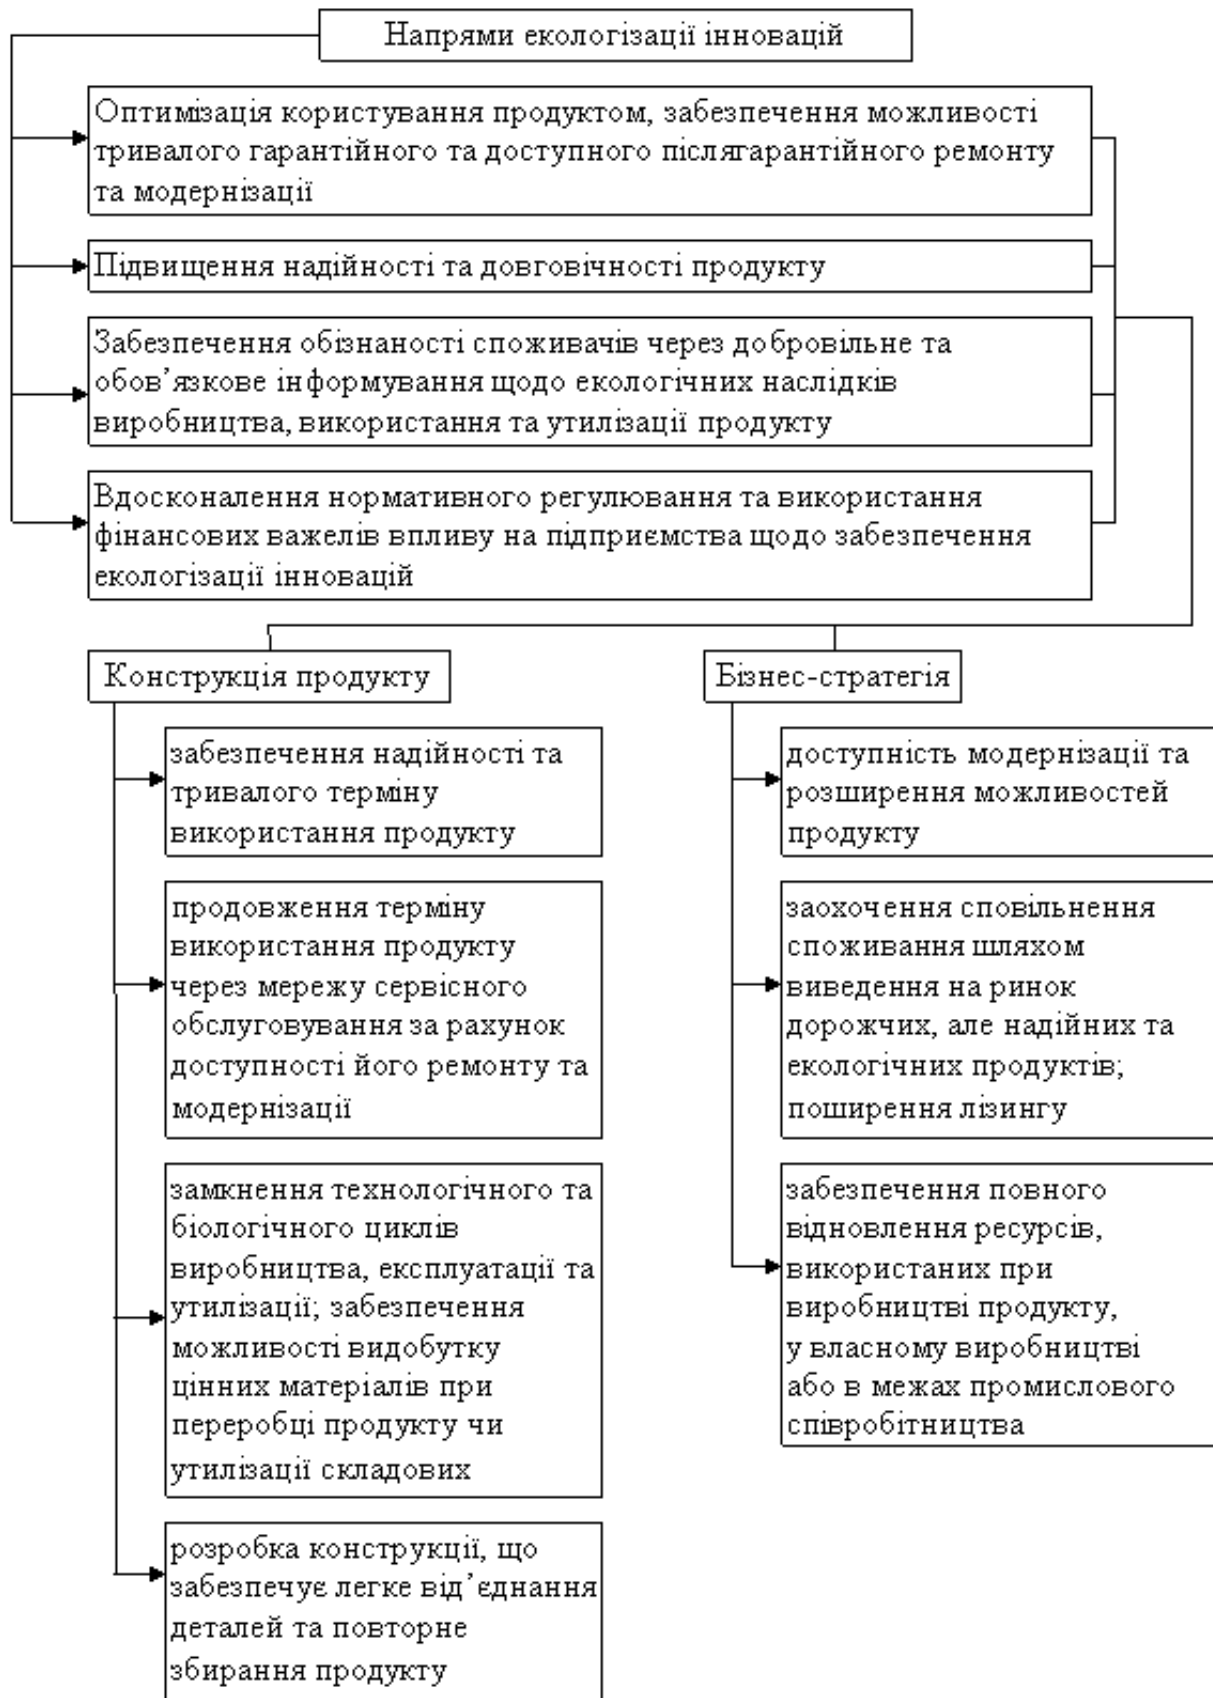 Напрями екологізації інновацій
Оптимізація користування продуктом, забезпечення можливості
тривалого гарантійного та доступного післягарантійного ремонту
та модернізації
Підвищення надійності та довговічності продукту
Забезпечення обізнаності споживачів через добровільне та
обов’язкове інформування щодо екологічних наслідків
виробництва, використання та утилізації продукту
Вдосконалення нормативного регулювання та використання
фінансових важелів впливу на підприємства щодо забезпечення
екологізації інновацій
Конструкція продукту
забезпечення надійності та
тривалого терміну
використання продукту
продовження терміну
використання продукту
через мережу сервісного
обслуговування за рахунок
доступності його ремонту та
модернізації
замкнення технологічного та
біологічного циклів
виробництва, експлуатації та
утилізації; забезпечення
можливості видобутку
цінних матеріалів при
переробці продукту чи
утилізації складових
розробка конструкції, що
забезпечує легке від’єднання
деталей та повторне
збирання продукту
Бізнес-стратегія
доступність модернізації та
розширення можливостей
продукту
заохочення сповільнення
споживання шляхом
виведення на ринок
дорожчих, але надійних та
екологічних продуктів;
поширення лізингу
забезпечення повного
відновлення ресурсів,
використаних при
виробництві продукту,
у власному виробництві
або в межах промислового
співробітництва